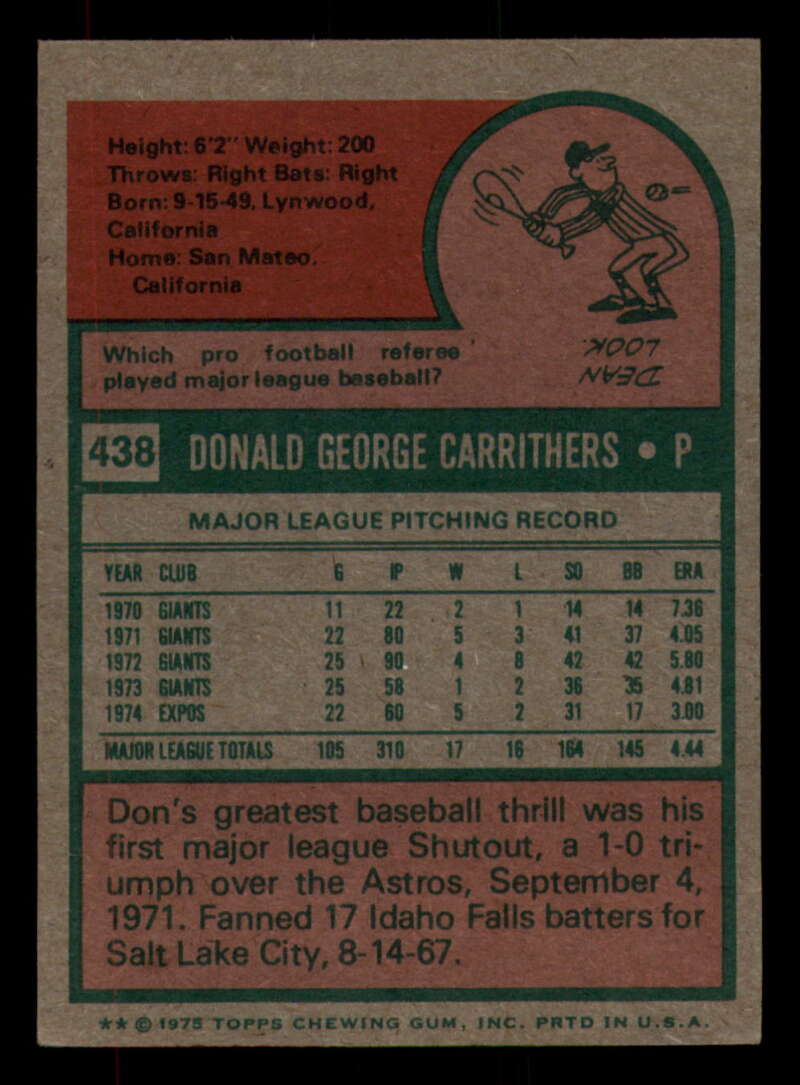 Height: 6'2" Weight: 200
Throws: Right Bats: Right
Born: 9-15-49, Lynwood,
California
Home: San Mateo,
California
Which pro football referee
played major league baseball?
DEAN
LOOK
438 DONALD GEORGE CARRITHERS • P
MAJOR LEAGUE PITCHING RECORD
YEAR CLUB G IP W L SO BB ERA
1970 GIANTS 11 22 2 1 14 14 7.36
1971 GIANTS 22 80 5 3 41 37 4.05
1972 GIANTS 25 90 4 8 42 42 5.80
1973 GIANTS 25 58 1 2 36 35 4.81
1974 EXPOS 22 60 5 2 31 17 3.00
MAJOR LEAGUE TOTALS 105 310 17 16 164 145 4.44
Don's greatest baseball thrill was his
first major league Shutout, a 1-0 tri-
umph over the Astros, September 4,
1971. Fanned 17 Idaho Falls batters for
Salt Lake City, 8-14-67.
** © 1975 TOPPS CHEWING GUM, INC. PRTD IN U.S.A.